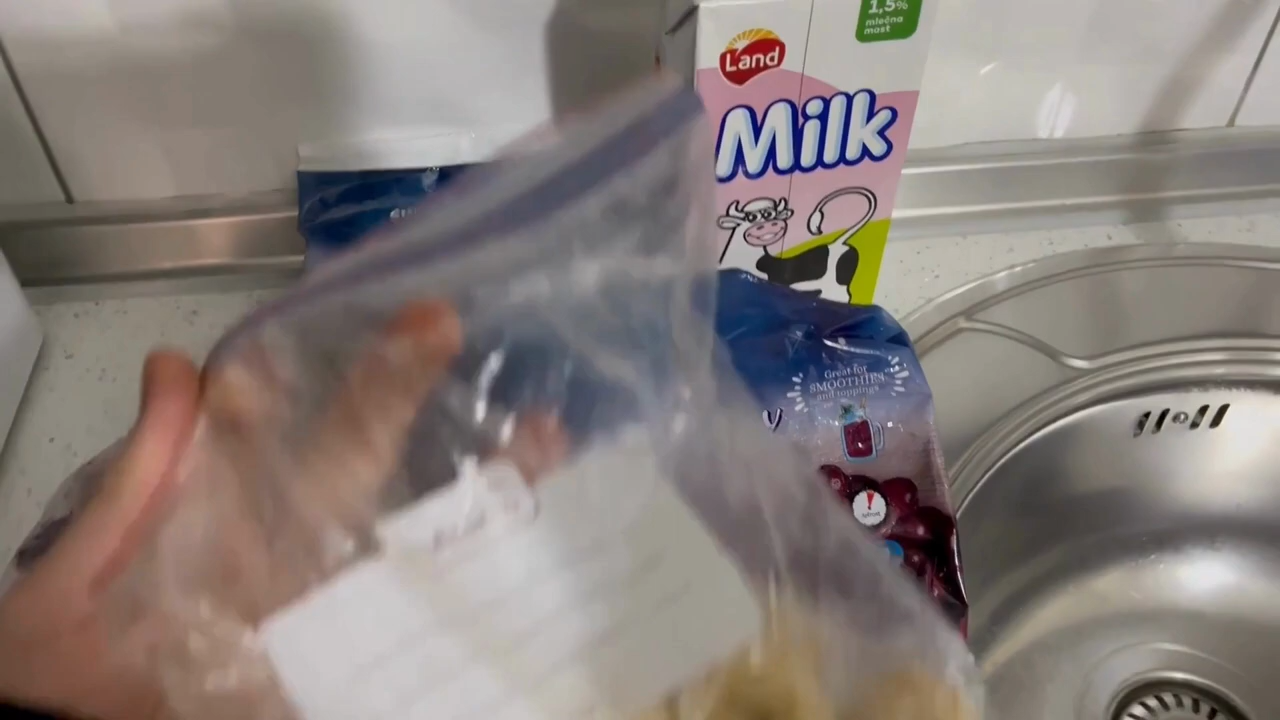 1,5%
mlečna
mast
Land
Milk
Great for
SMOOTHIES
and toppings